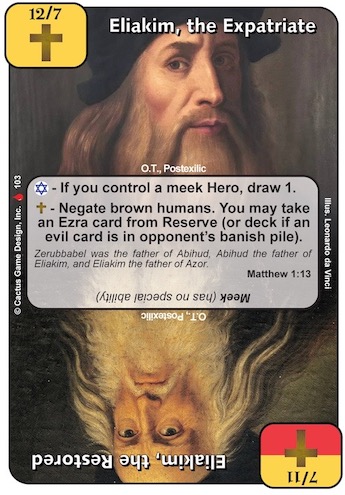 12/7
Eliakim, the Expatriate
O.T., Postexilic
- If you control a meek Hero, draw 1.
- Negate brown humans. You may take
an Ezra card from Reserve (or deck if an
evil card is in opponent's banish pile).
Zerubbabel was the father of Abihud, Abihud the father of
Eliakim, and Eliakim the father of Azor.
Matthew 1:13
Meek (has no special ability)
O.T., Postexilic
Eliakim, the Restored
7/11
© Cactus Game Design, Inc. 103
Illus. Leonardo da Vinci